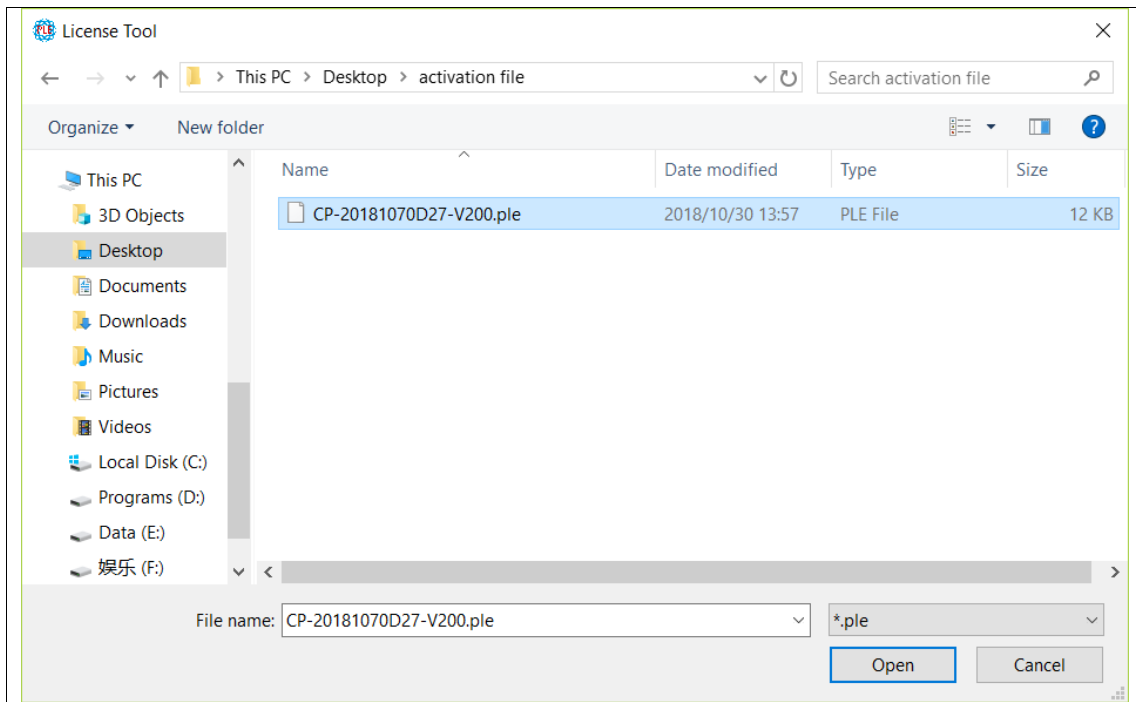 PLE License Tool
This PC > Desktop > activation file
Search activation file
Organize
New folder
?
Name
Date modified
Type
Size
CP-20181070D27-V200.ple
2018/10/30 13:57
PLE File
12 KB
This PC
3D Objects
Desktop
Documents
Downloads
Music
Pictures
Videos
Local Disk (C:)
Programs (D:)
Data (E:)
娱乐 (F:)
File name: CP-20181070D27-V200.ple
*.ple
Open
Cancel